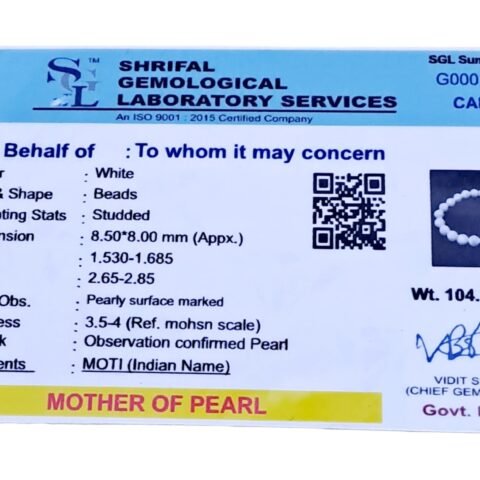 SGL™
SHRIFAL
GEMOLOGICAL
LABORATORY SERVICES
An ISO 9001 : 2015 Certified Company
SGL Sum
G000
CA
Behalf of : To whom it may concern
r : White
& Shape : Beads
ting Stats : Studded
nsion : 8.50*8.00 mm (Appx.)
: 1.530-1.685
: 2.65-2.85
Obs. : Pearly surface marked
ess : 3.5-4 (Ref. mohsn scale)
k : Observation confirmed Pearl
ents : MOTI (Indian Name)
MOTHER OF PEARL
Wt. 104.
VIDIT S
(CHIEF GEM
Govt.